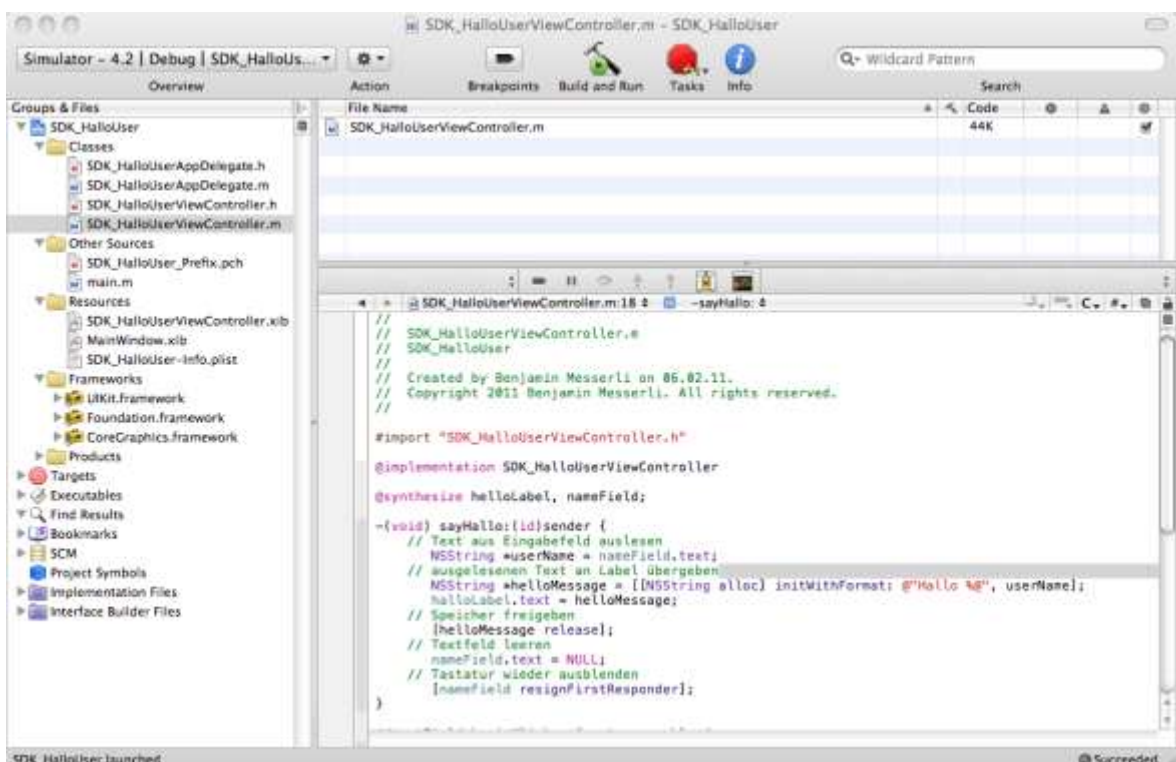 SDK_HalloUserViewController.m - SDK_HalloUser
Simulator - 4.2 | Debug | SDK_HalloUs...
Wildcard Pattern
Overview
Action
Breakpoints
Build and Run
Tasks
Info
Search
Groups & Files
SDK_HalloUser
Classes
SDK_HalloUserAppDelegate.h
SDK_HalloUserAppDelegate.m
SDK_HalloUserViewController.h
SDK_HalloUserViewController.m
Other Sources
SDK_HalloUser_Prefix.pch
main.m
Resources
SDK_HalloUserViewController.xib
MainWindow.xib
SDK_HalloUser-Info.plist
Frameworks
UIKit.framework
Foundation.framework
CoreGraphics.framework
Products
Targets
Executables
Find Results
Bookmarks
SCM
Project Symbols
Implementation Files
Interface Builder Files
File Name
Code
SDK_HalloUserViewController.m
44K
SDK_HalloUserViewController.m:18
-sayHallo:
C, #,
//
// SDK_HalloUserViewController.m
// SDK_HalloUser
//
// Created by Benjamin Messerli on 06.02.11.
// Copyright 2011 Benjamin Messerli. All rights reserved.
//
#import "SDK_HalloUserViewController.h"
@implementation SDK_HalloUserViewController
@synthesize helloLabel, nameField;
-(void) sayHallo:(id)sender {
// Text aus Eingabefeld auslesen
NSString *userName = nameField.text;
// ausgelesenen Text an Label übergeben
NSString *helloMessage = [[NSString alloc] initWithFormat: @"Hallo %@", userName];
halloLabel.text = helloMessage;
// Speicher freigeben
[helloMessage release];
// Textfeld leeren
nameField.text = NULL;
// Tastatur wieder ausblenden
[nameField resignFirstResponder];
}
SDK_HalloUser launched
Succeeded